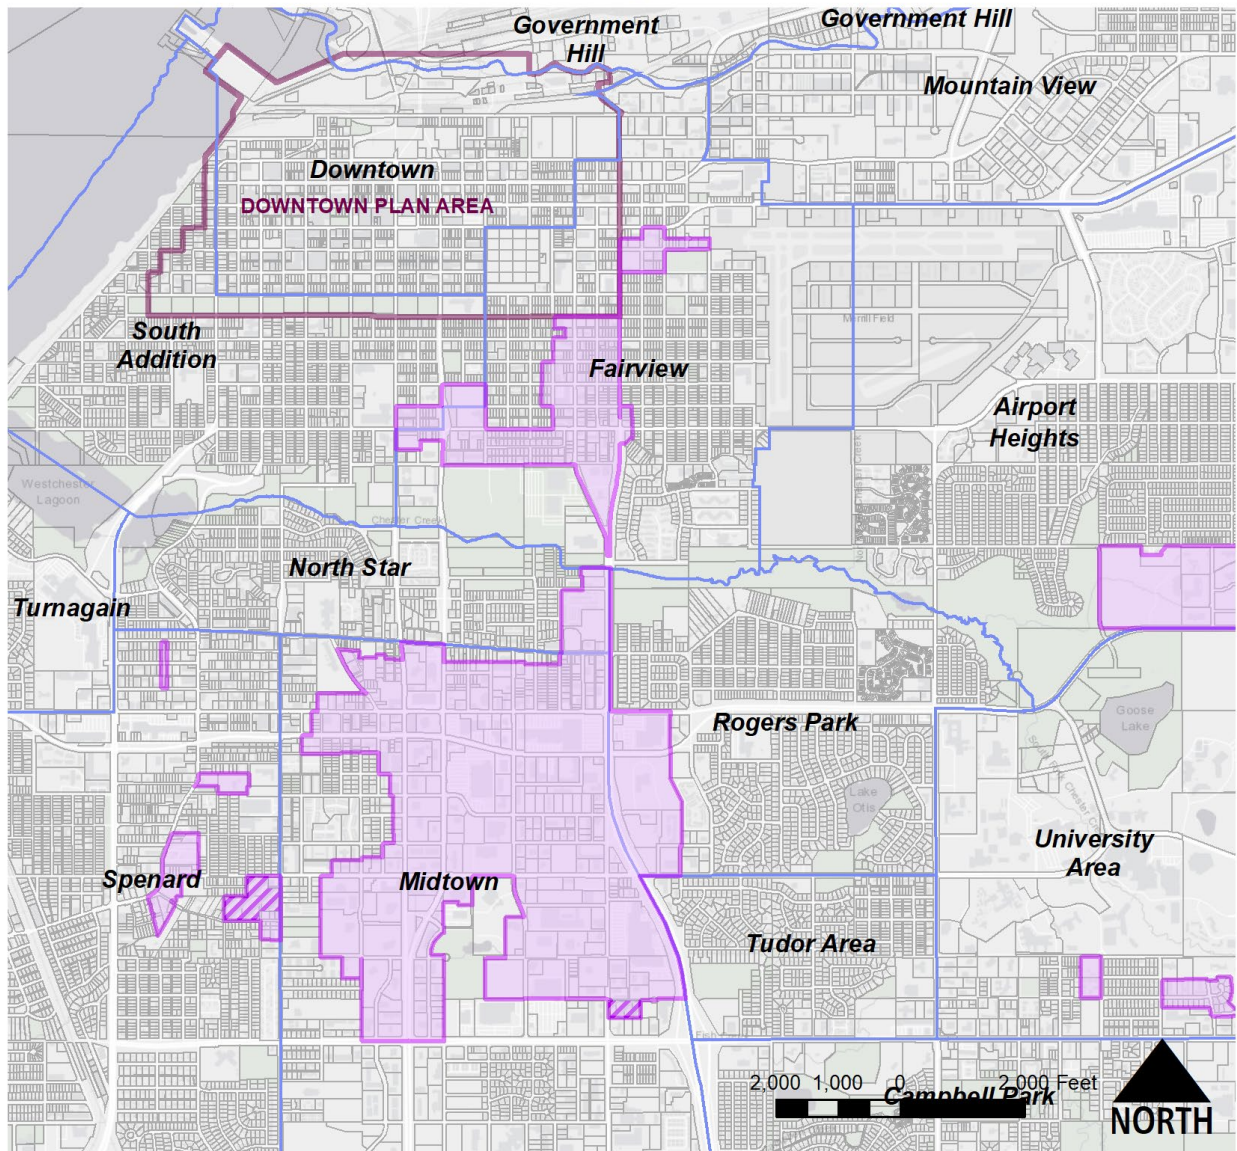 Government
Hill
Government Hill
Mountain View
Downtown
DOWNTOWN PLAN AREA
South
Addition
Merrill Field
Fairview
Airport
Heights
Westchester
Lagoon
Chester Creek
North Star
Turnagain
Rogers Park
Goose
Lake
Lake
Otis
University
Area
Spenard
Midtown
Tudor Area
2,000 1,000 0 2,000 Feet
Campbell Park
NORTH